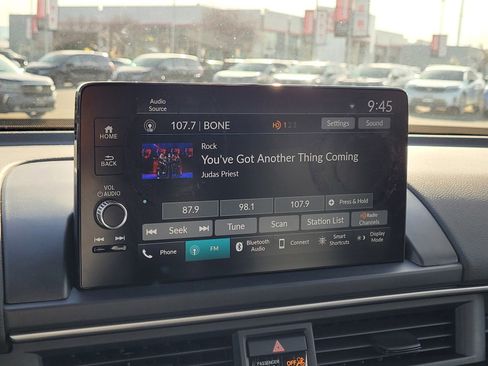 Audio
Source
9:45
107.7 | BONE
HD 1 2 3
Settings
Sound
HOME
BACK
VOL
AUDIO
Rock
You've Got Another Thing Coming
Judas Priest
87.9
98.1
107.9
+ Press & Hold
Seek
Tune
Scan
Station List
HD Radio
Channels
Phone
FM
Bluetooth
Audio
Connect
Smart
Shortcuts
Display
Mode
PASSENGER
OFF